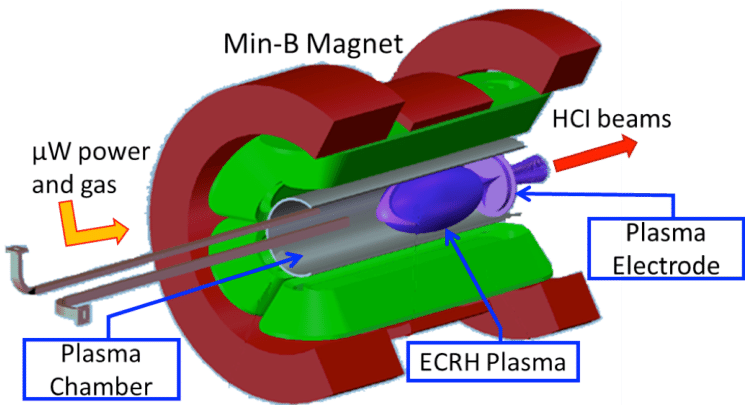 Min-B Magnet
HCI beams
µW power
and gas
Plasma
Electrode
Plasma
Chamber
ECRH Plasma